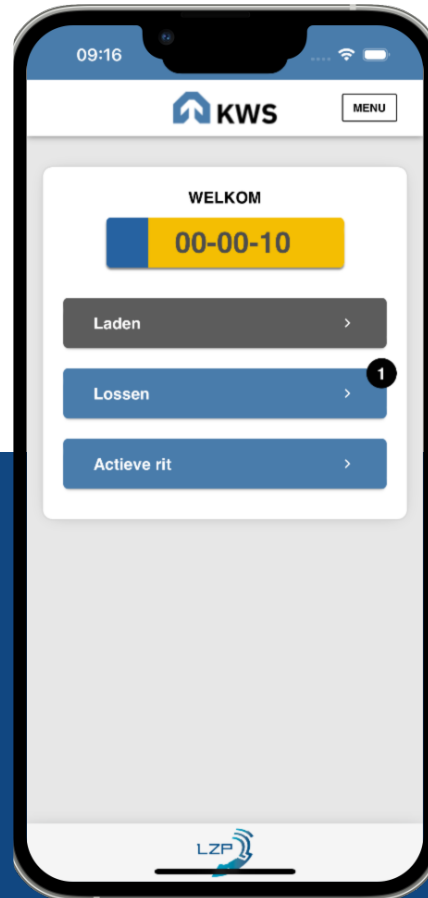 09:16
KWS
MENU
WELKOM
00-00-10
Laden
1
Lossen
Actieve rit
LZP